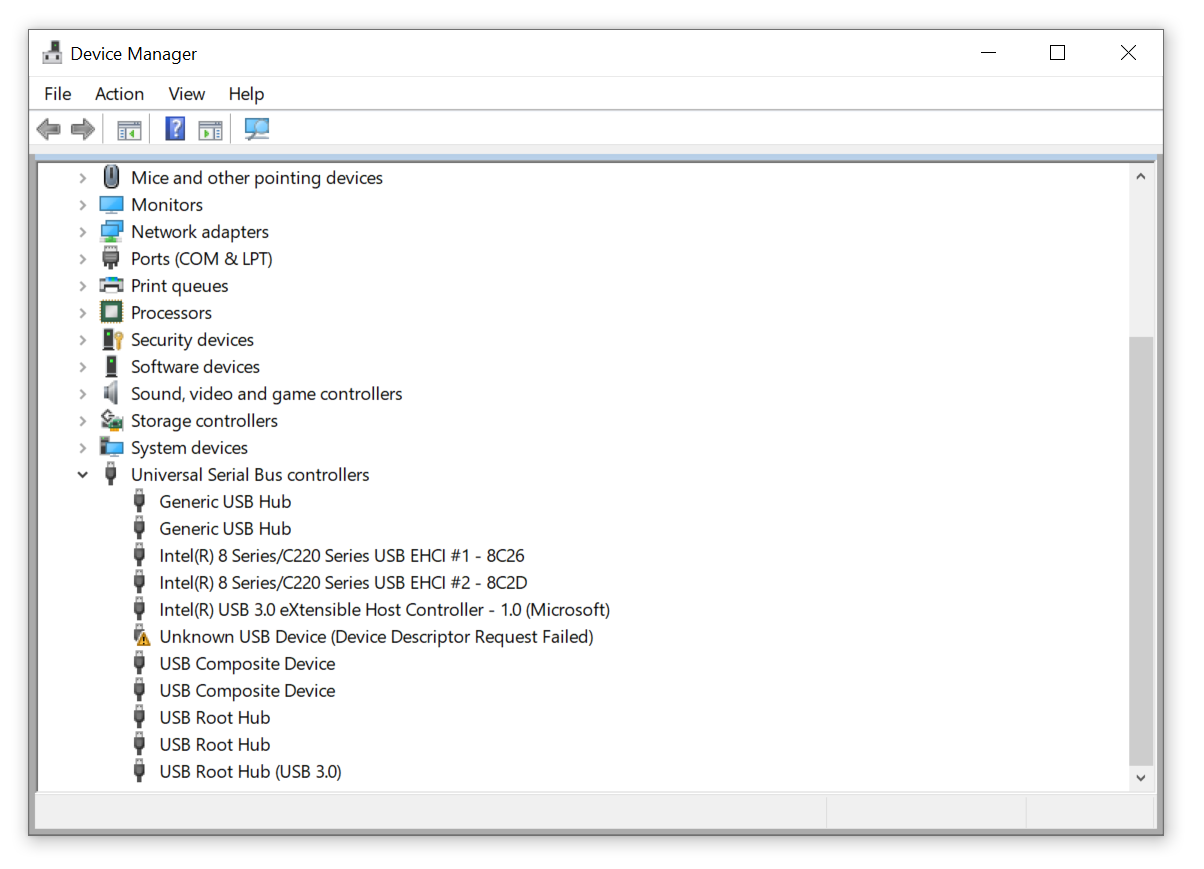 Device Manager
File Action View Help
?
Mice and other pointing devices
Monitors
Network adapters
Ports (COM & LPT)
Print queues
Processors
Security devices
Software devices
Sound, video and game controllers
Storage controllers
System devices
Universal Serial Bus controllers
Generic USB Hub
Generic USB Hub
Intel(R) 8 Series/C220 Series USB EHCI #1 - 8C26
Intel(R) 8 Series/C220 Series USB EHCI #2 - 8C2D
Intel(R) USB 3.0 eXtensible Host Controller - 1.0 (Microsoft)
Unknown USB Device (Device Descriptor Request Failed)
USB Composite Device
USB Composite Device
USB Root Hub
USB Root Hub
USB Root Hub (USB 3.0)